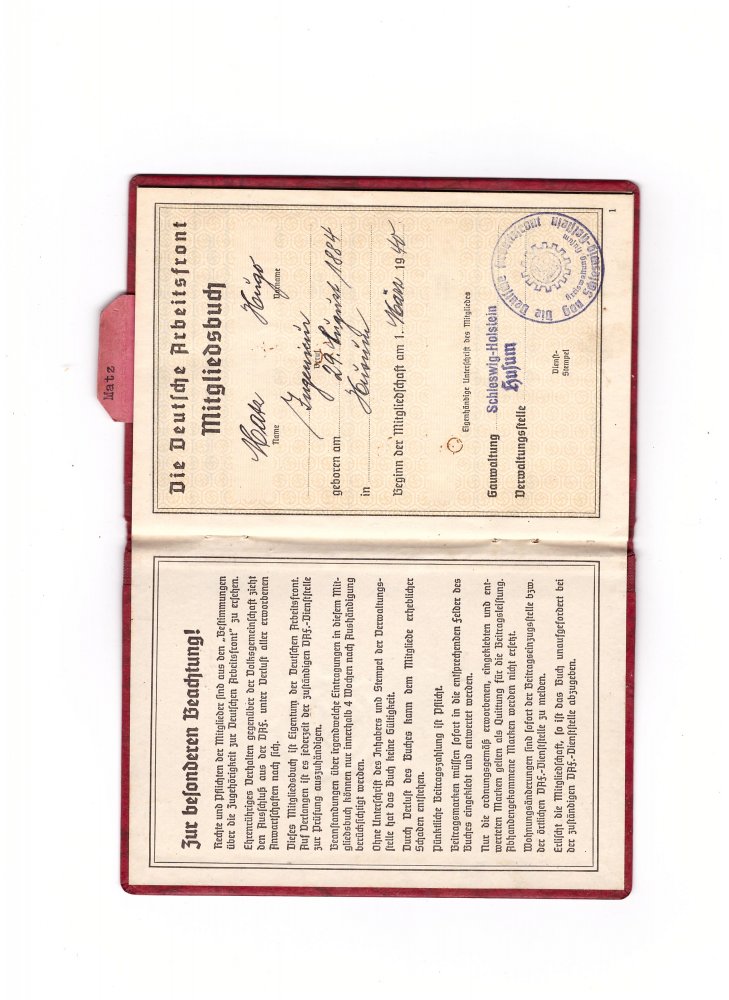 Matz
Zur besonderen Beachtung!
Rechte und Pflichten der Mitglieder sind aus den „Bestimmungen
über die Zugehörigkeit zur Deutschen Arbeitsfront“ zu ersehen.
Ehrenrühriges Verhalten gegenüber der Volksgemeinschaft zieht
den Ausschluß aus der DAF. unter Verlust aller erworbenen
Anwartschaften nach sich.
Dieses Mitgliedsbuch ist Eigentum der Deutschen Arbeitsfront.
Auf Verlangen ist es jederzeit der zuständigen DAF.-Dienststelle
zur Prüfung auszuhändigen.
Beanstandungen über irgendwelche Eintragungen in diesem Mit-
gliedsbuch können nur innerhalb 4 Wochen nach Aushändigung
berücksichtigt werden.
Ohne Unterschrift des Inhabers und Stempel der Verwaltungs-
stelle hat das Buch keine Gültigkeit.
Durch Verlust des Buches kann dem Mitgliede erheblicher
Schaden entstehen.
Pünktliche Beitragszahlung ist Pflicht.
Beitragsmarken müssen sofort in die entsprechenden Felder des
Buches eingeklebt und entwertet werden.
Nur die ordnungsgemäß erworbenen, eingeklebten und ent-
werteten Marken gelten als Quittung für die Beitragsleistung.
Abhandengekommene Marken werden nicht ersetzt.
Wohnungsänderungen sind sofort der Beitragseinzugsstelle bzw.
der örtlichen DAF.-Dienststelle zu melden.
Erlischt die Mitgliedschaft, so ist das Buch unaufgefordert bei
der zuständigen DAF.-Dienststelle abzugeben.
Die Deutsche Arbeitsfront
Mitgliedsbuch
Matz Hugo
Name Vorname
Ingenieur
Beruf
geboren am 29. August 1884
in Husum
Beginn der Mitgliedschaft am 1. März 1940
Eigenhändige Unterschrift des Mitgliedes
Gauwaltung Schleswig-Holstein
Verwaltungsstelle Husum
Dienst-
Stempel
Die Deutsche Arbeitsfront Gau Schleswig-Holstein
Kreiswaltung Husum
1